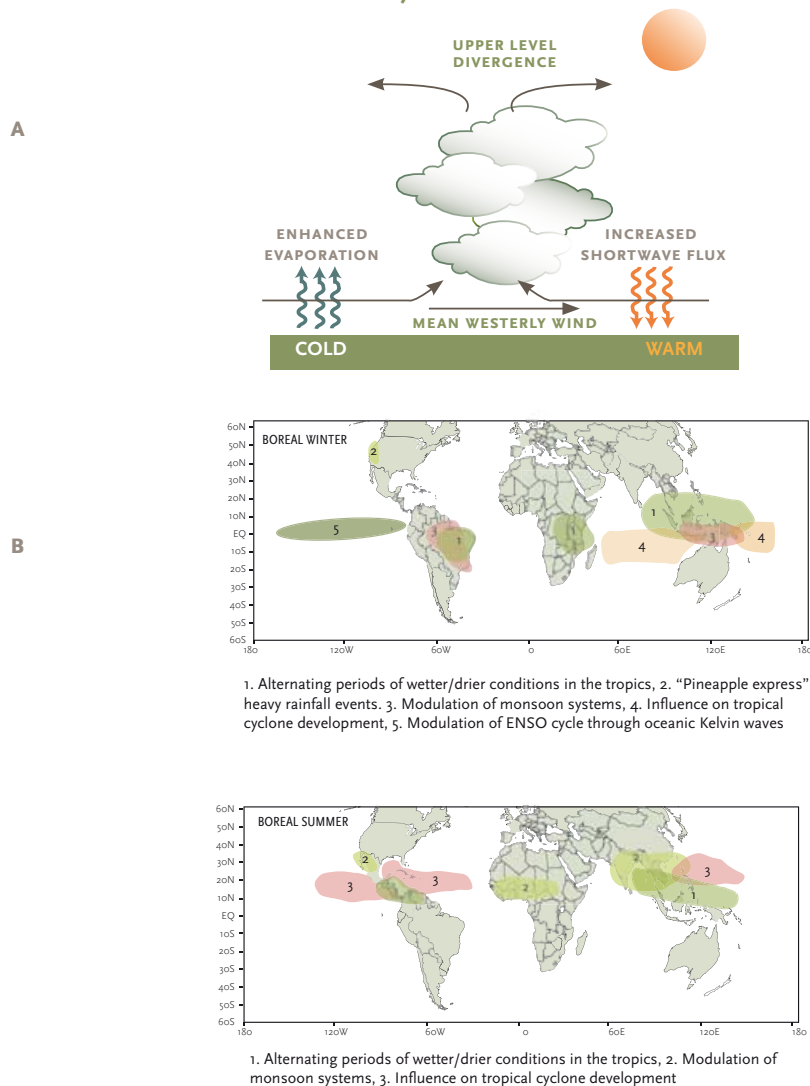 UPPER LEVEL
DIVERGENCE
A
ENHANCED
EVAPORATION
INCREASED
SHORTWAVE FLUX
MEAN WESTERLY WIND
COLD
WARM
B
BOREAL WINTER
60N
50N
40N
30N
20N
10N
EQ
10S
20S
30S
40S
50S
60S
2
5
1
3
1
1
3
4
4
180
120W
60W
0
60E
120E
180
1. Alternating periods of wetter/drier conditions in the tropics, 2. “Pineapple express”
heavy rainfall events. 3. Modulation of monsoon systems, 4. Influence on tropical
cyclone development, 5. Modulation of ENSO cycle through oceanic Kelvin waves
BOREAL SUMMER
60N
50N
40N
30N
20N
10N
EQ
10S
20S
30S
40S
50S
60S
2
3
3
1
2
2
3
1
180
120W
60W
0
60E
120E
180
1. Alternating periods of wetter/drier conditions in the tropics, 2. Modulation of
monsoon systems, 3. Influence on tropical cyclone development